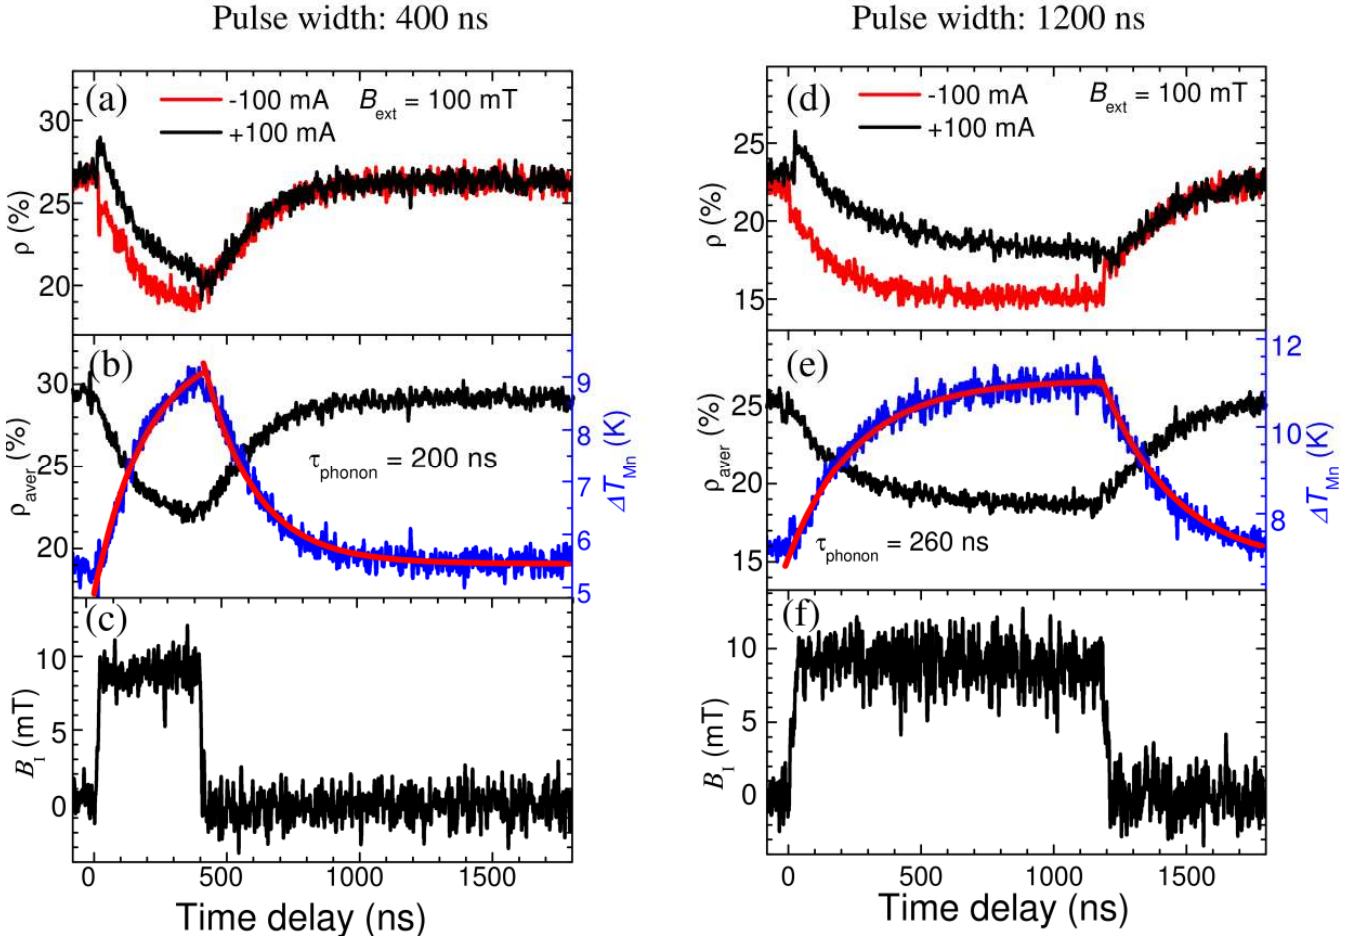 Pulse width: 400 ns
(a)
-100 mA B_ext = 100 mT
+100 mA
30
25
20
ρ (%)
(b)
30
25
20
ρ_aver (%)
τ_phonon = 200 ns
9
8
7
6
5
ΔT_Mn (K)
(c)
10
5
0
B_I (mT)
0 500 1000 1500
Time delay (ns)
Pulse width: 1200 ns
(d)
-100 mA B_ext = 100 mT
+100 mA
25
20
15
ρ (%)
(e)
25
20
15
ρ_aver (%)
τ_phonon = 260 ns
12
10
8
ΔT_Mn (K)
(f)
10
5
0
B_I (mT)
0 500 1000 1500
Time delay (ns)